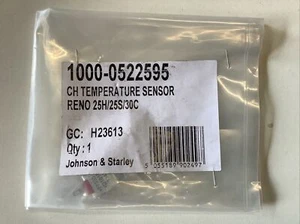 1000-0522595
CH TEMPERATURE SENSOR
RENO 25H/25S/30C
GC: H23613
Qty : 1
Johnson & Starley